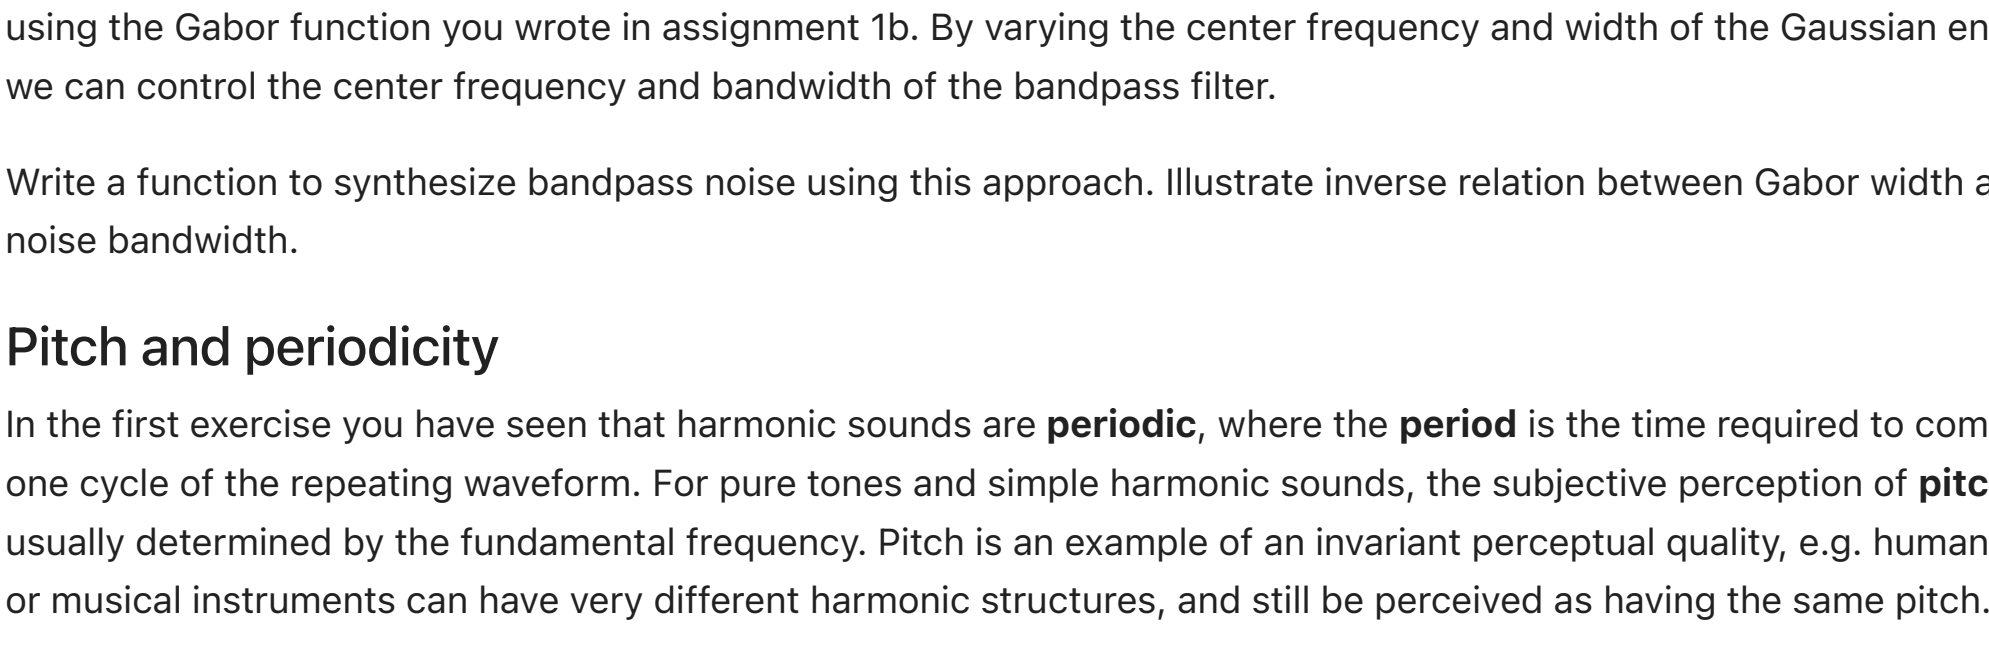 using the Gabor function you wrote in assignment 1b. By varying the center frequency and width of the Gaussian en
we can control the center frequency and bandwidth of the bandpass filter.
Write a function to synthesize bandpass noise using this approach. Illustrate inverse relation between Gabor width a
noise bandwidth.
Pitch and periodicity
In the first exercise you have seen that harmonic sounds are periodic, where the period is the time required to com
one cycle of the repeating waveform. For pure tones and simple harmonic sounds, the subjective perception of pitc
usually determined by the fundamental frequency. Pitch is an example of an invariant perceptual quality, e.g. human
or musical instruments can have very different harmonic structures, and still be perceived as having the same pitch.